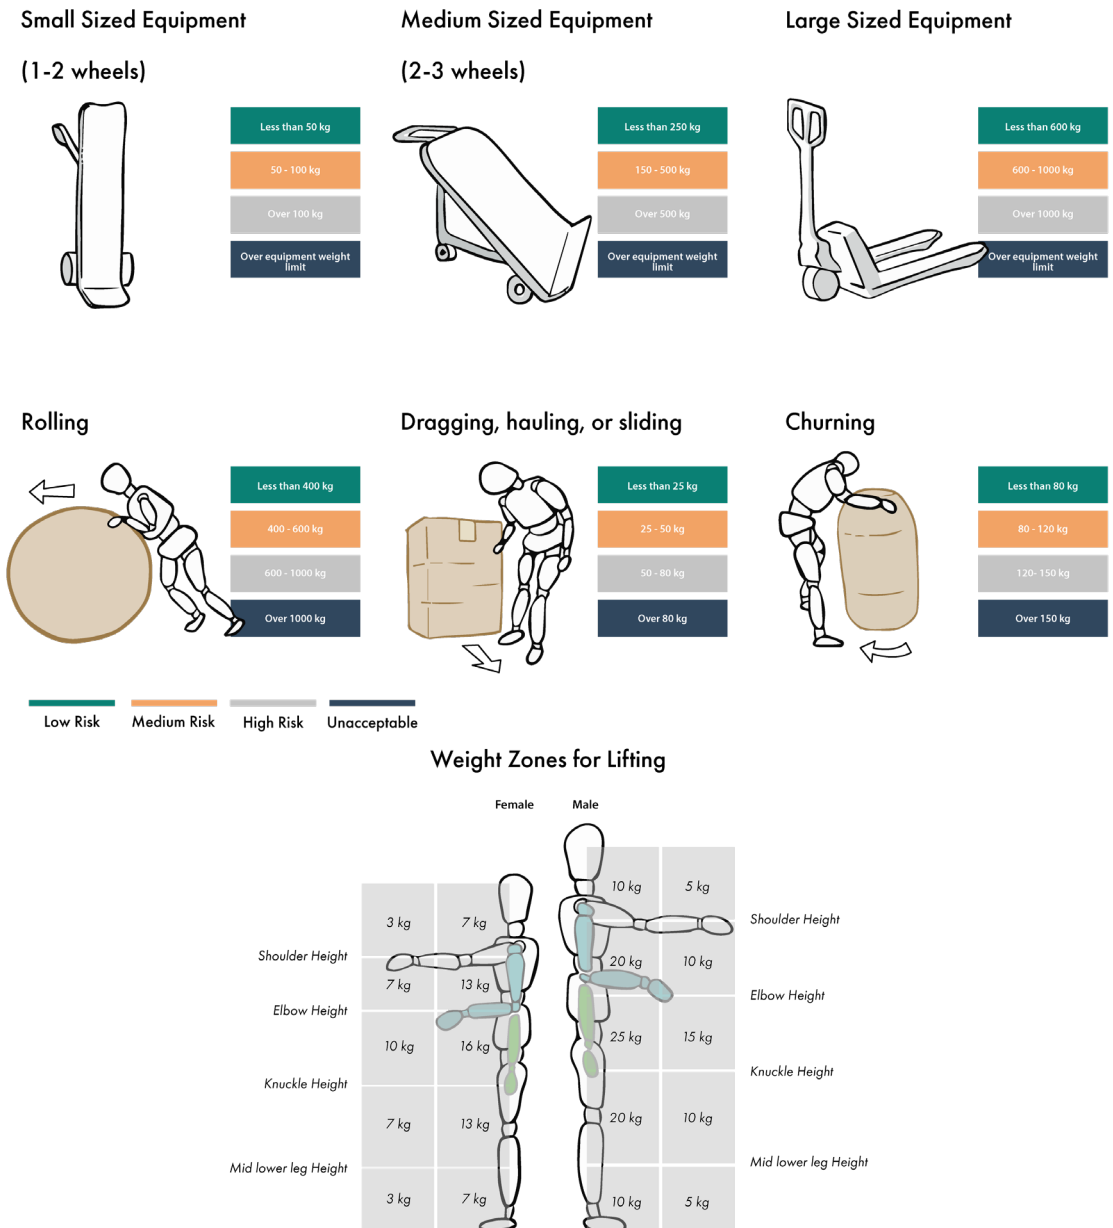 Small Sized Equipment
(1-2 wheels)
Less than 50 kg
50 - 100 kg
Over 100 kg
Over equipment weight
limit
Medium Sized Equipment
(2-3 wheels)
Less than 250 kg
150 - 500 kg
Over 500 kg
Over equipment weight
limit
Large Sized Equipment
Less than 600 kg
600 - 1000 kg
Over 1000 kg
Over equipment weight
limit
Rolling
Less than 400 kg
400 - 600 kg
600 - 1000 kg
Over 1000 kg
Dragging, hauling, or sliding
Less than 25 kg
25 - 50 kg
50 - 80 kg
Over 80 kg
Churning
Less than 80 kg
80 - 120 kg
120- 150 kg
Over 150 kg
Low Risk
Medium Risk
High Risk
Unacceptable
Weight Zones for Lifting
Female
Male
3 kg
7 kg
10 kg
5 kg
Shoulder Height
Shoulder Height
7 kg
13 kg
20 kg
10 kg
Elbow Height
Elbow Height
10 kg
16 kg
25 kg
15 kg
Knuckle Height
Knuckle Height
7 kg
13 kg
20 kg
10 kg
Mid lower leg Height
Mid lower leg Height
3 kg
7 kg
10 kg
5 kg